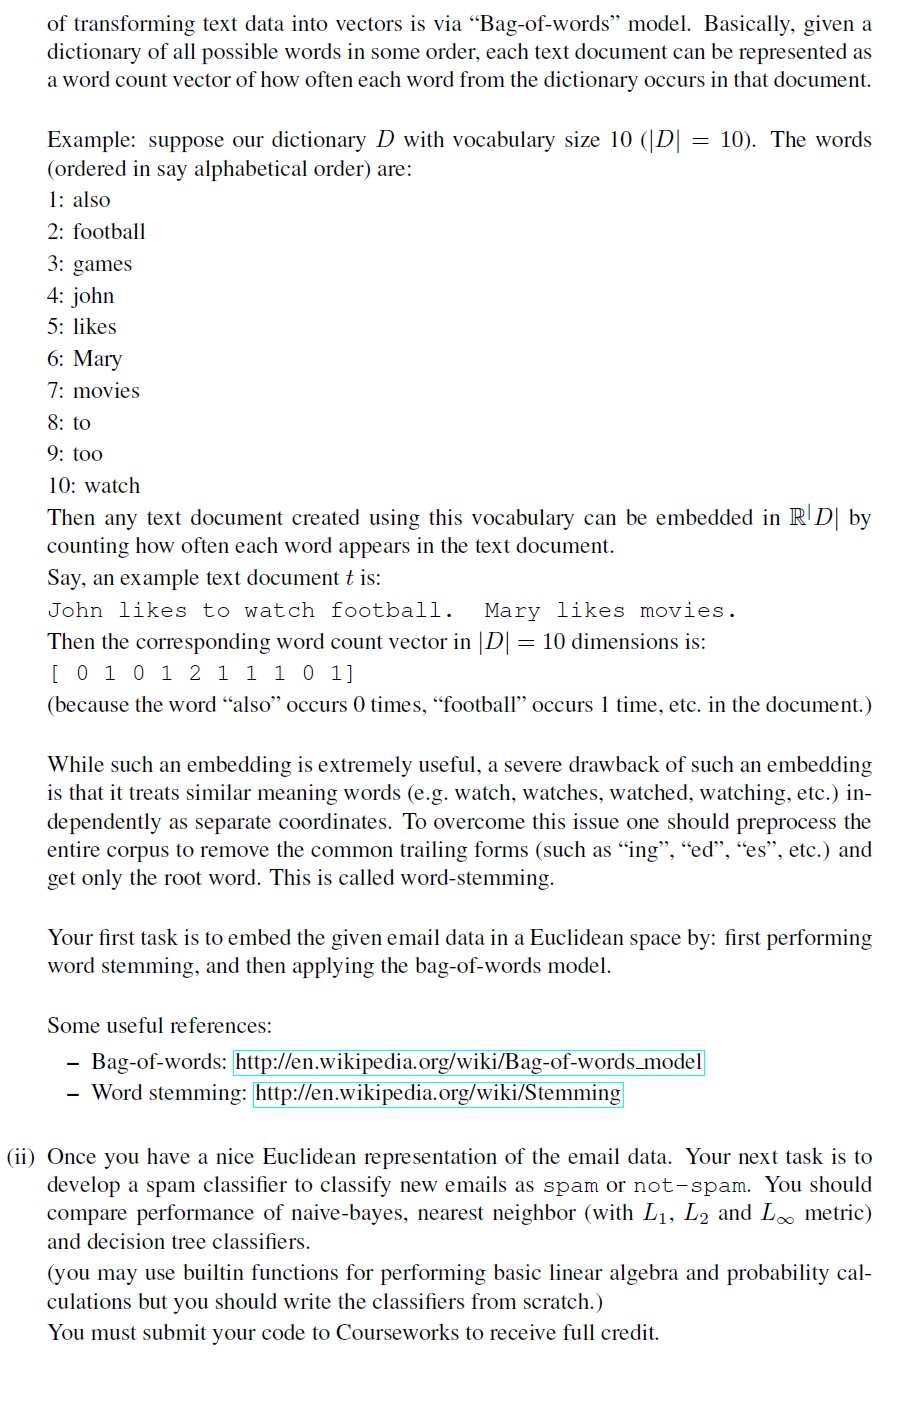 of transforming text data into vectors is via “Bag-of-words” model. Basically, given a
dictionary of all possible words in some order, each text document can be represented as
a word count vector of how often each word from the dictionary occurs in that document.
Example: suppose our dictionary D with vocabulary size 10 (|D| = 10). The words
(ordered in say alphabetical order) are:
1: also
2: football
3: games
4: john
5: likes
6: Mary
7: movies
8: to
9: too
10: watch
Then any text document created using this vocabulary can be embedded in ℝ^|D| by
counting how often each word appears in the text document.
Say, an example text document t is:
John likes to watch football. Mary likes movies.
Then the corresponding word count vector in |D| = 10 dimensions is:
[ 0 1 0 1 2 1 1 1 0 1]
(because the word “also” occurs 0 times, “football” occurs 1 time, etc. in the document.)
While such an embedding is extremely useful, a severe drawback of such an embedding
is that it treats similar meaning words (e.g. watch, watches, watched, watching, etc.) in-
dependently as separate coordinates. To overcome this issue one should preprocess the
entire corpus to remove the common trailing forms (such as “ing”, “ed”, “es”, etc.) and
get only the root word. This is called word-stemming.
Your first task is to embed the given email data in a Euclidean space by: first performing
word stemming, and then applying the bag-of-words model.
Some useful references:
– Bag-of-words: http://en.wikipedia.org/wiki/Bag-of-words_model
– Word stemming: http://en.wikipedia.org/wiki/Stemming
(ii) Once you have a nice Euclidean representation of the email data. Your next task is to
develop a spam classifier to classify new emails as spam or not-spam. You should
compare performance of naive-bayes, nearest neighbor (with L₁, L₂ and L∞ metric)
and decision tree classifiers.
(you may use builtin functions for performing basic linear algebra and probability cal-
culations but you should write the classifiers from scratch.)
You must submit your code to Courseworks to receive full credit.